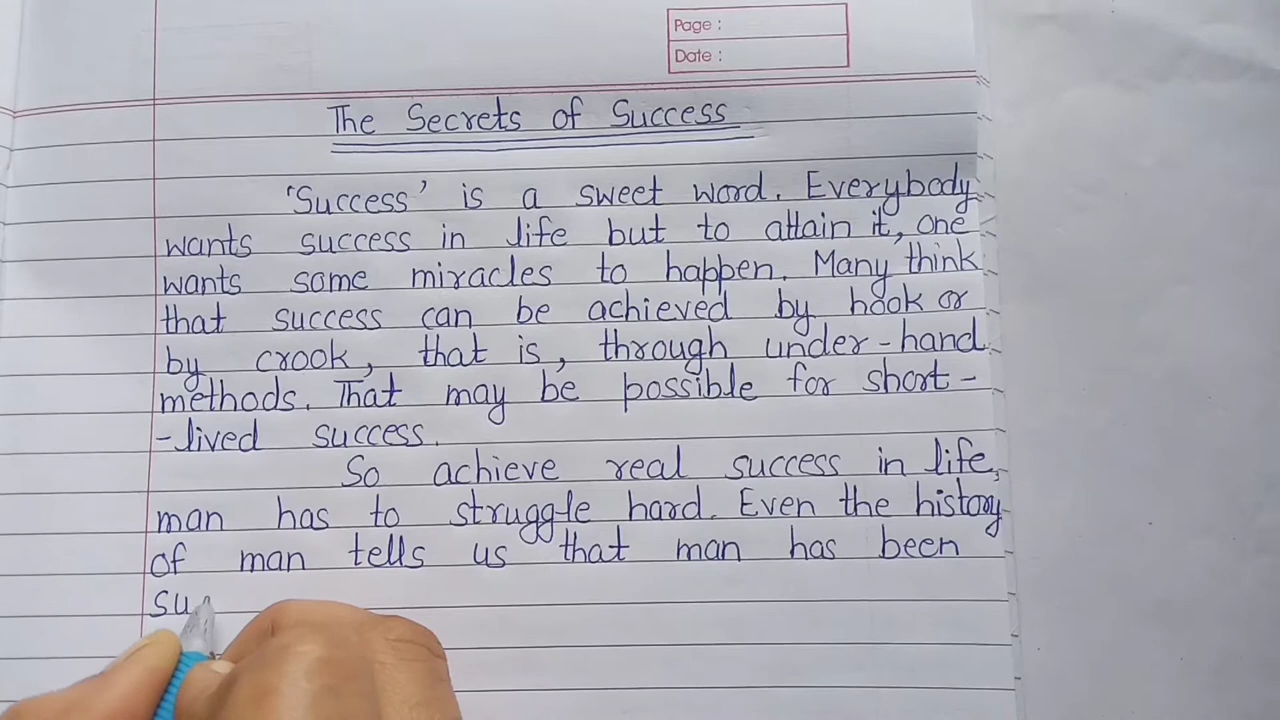 Page :
Date :
The Secrets of Success
'Success' is a sweet word. Everybody
wants success in life but to attain it, one
wants some miracles to happen. Many think
that success can be achieved by hook or
by crook, that is, through under-hand
methods. That may be possible for short-
-lived success.
So achieve real success in life,
man has to struggle hard. Even the history
of man tells us that man has been
su